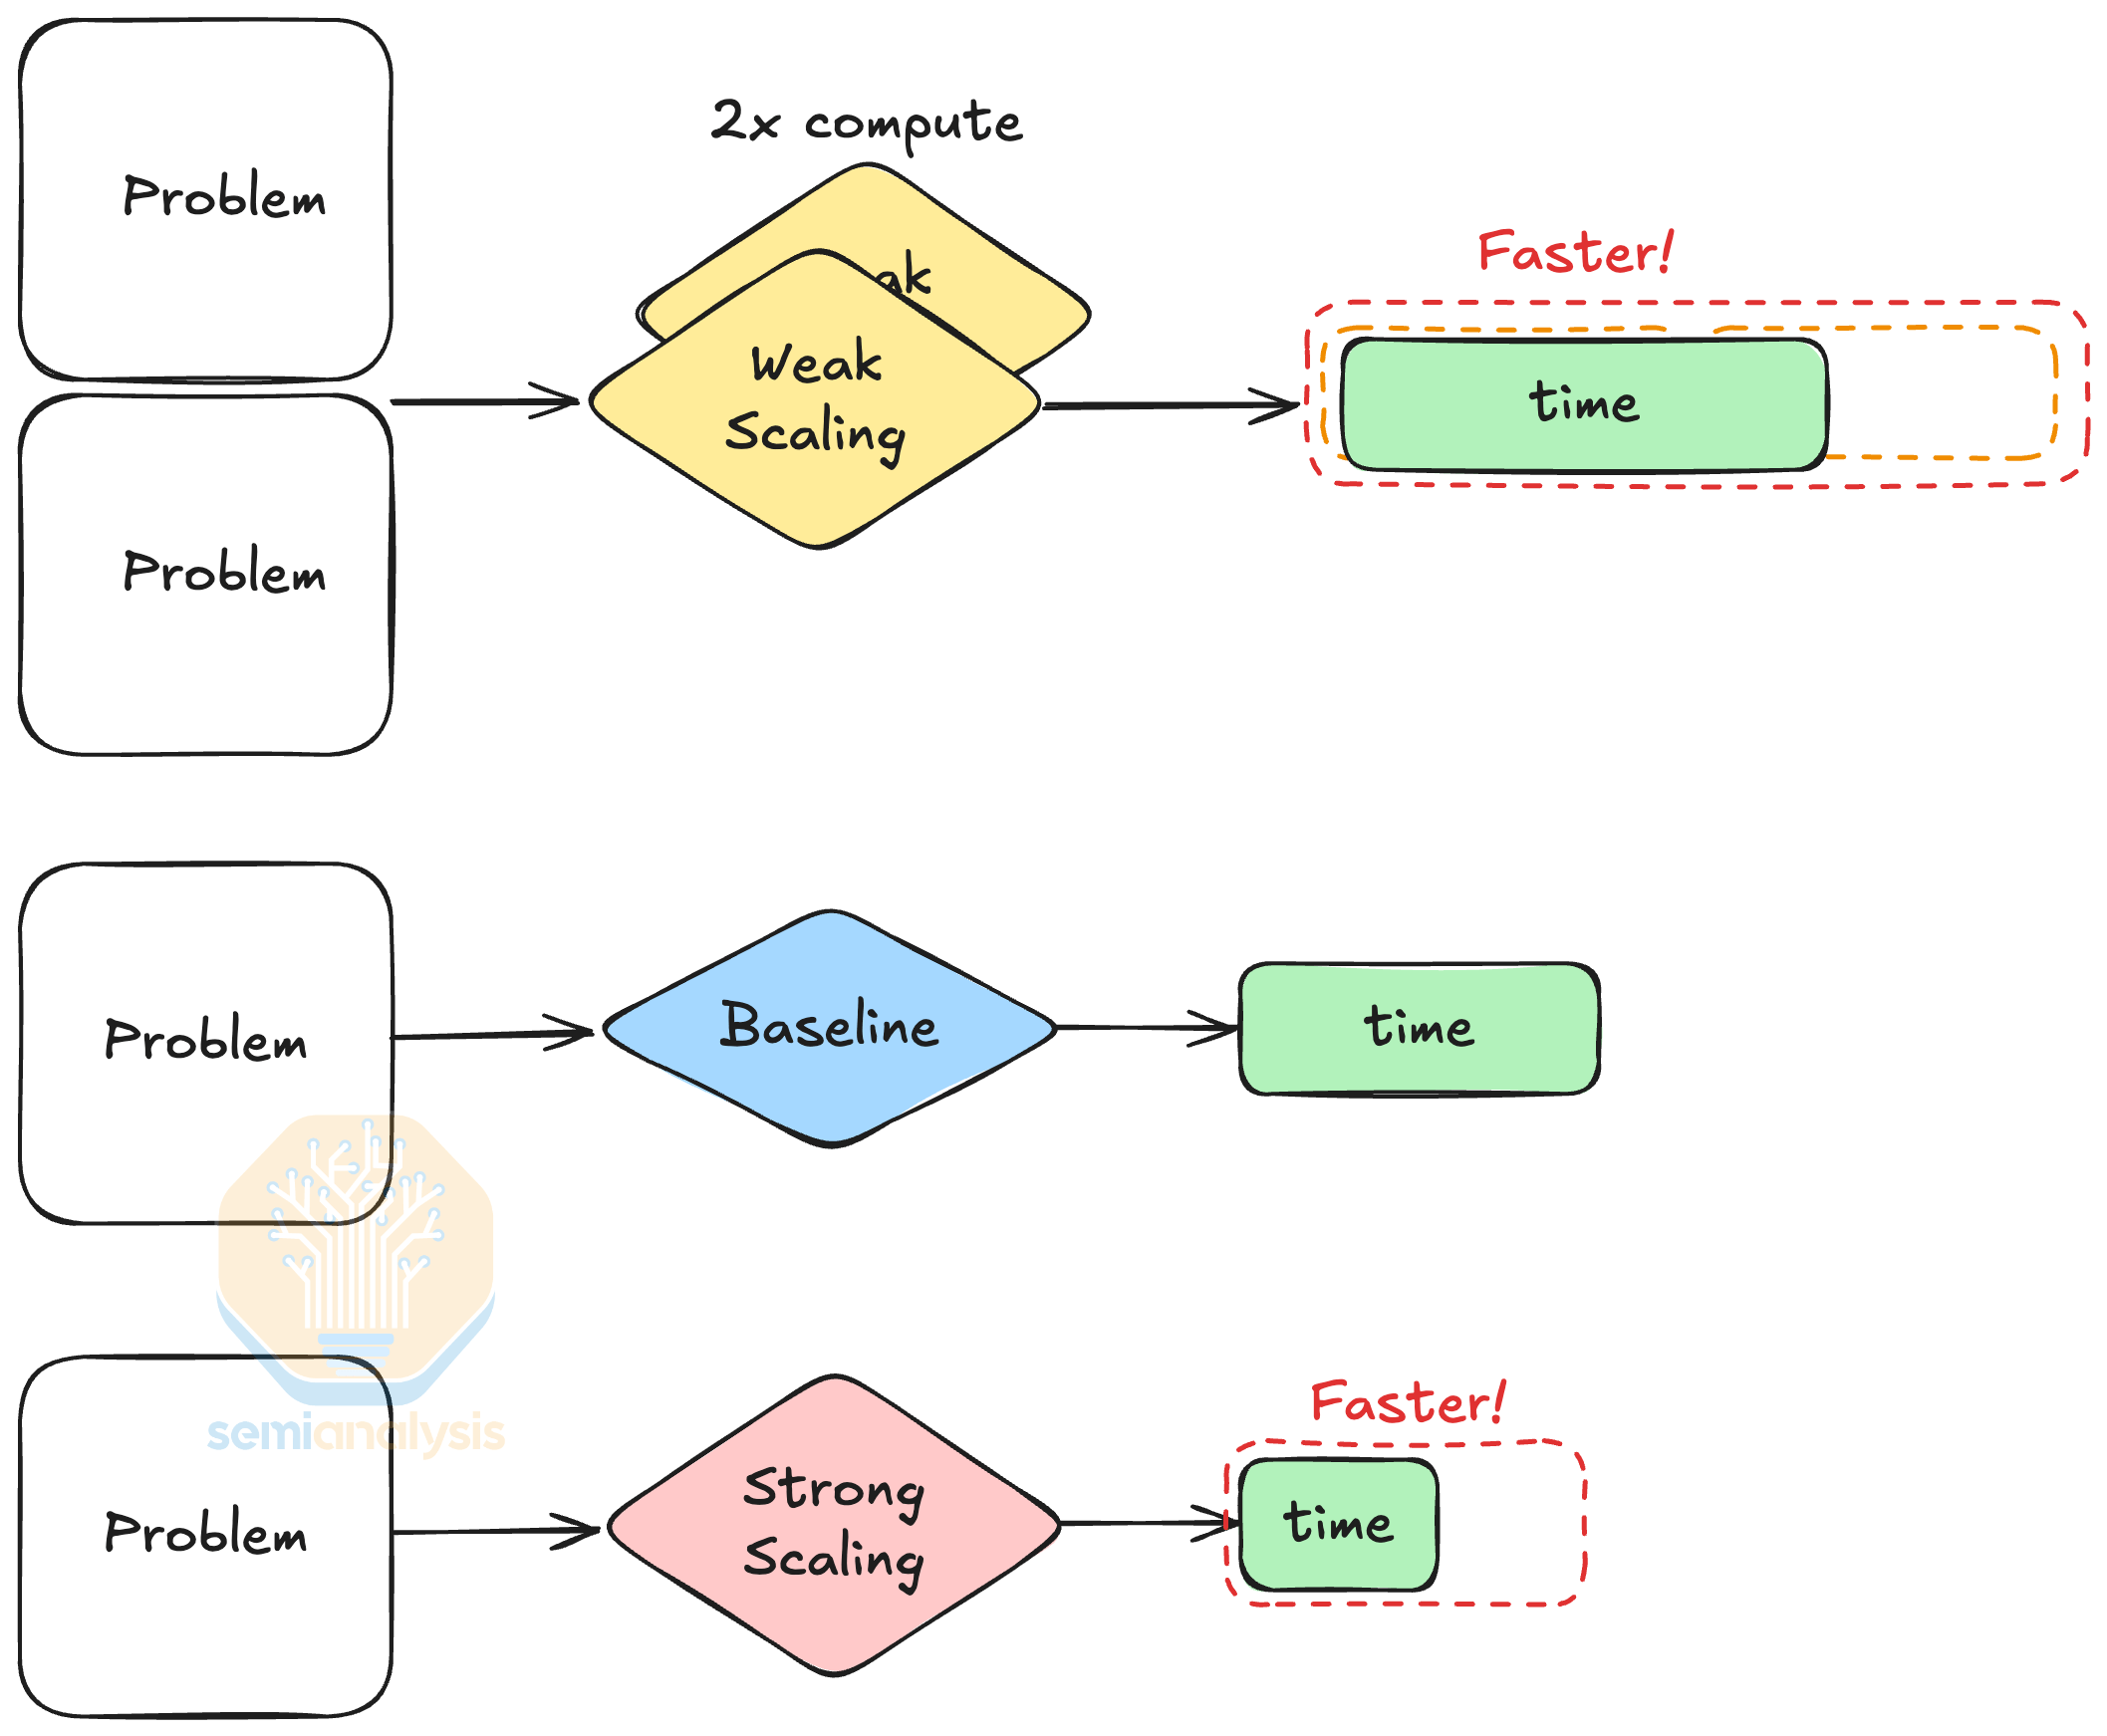 Problem
2x compute
ak
Faster!
Weak
Scaling
time
Problem
Problem
Baseline
time
semianalysis
Faster!
Problem
Strong
Scaling
time